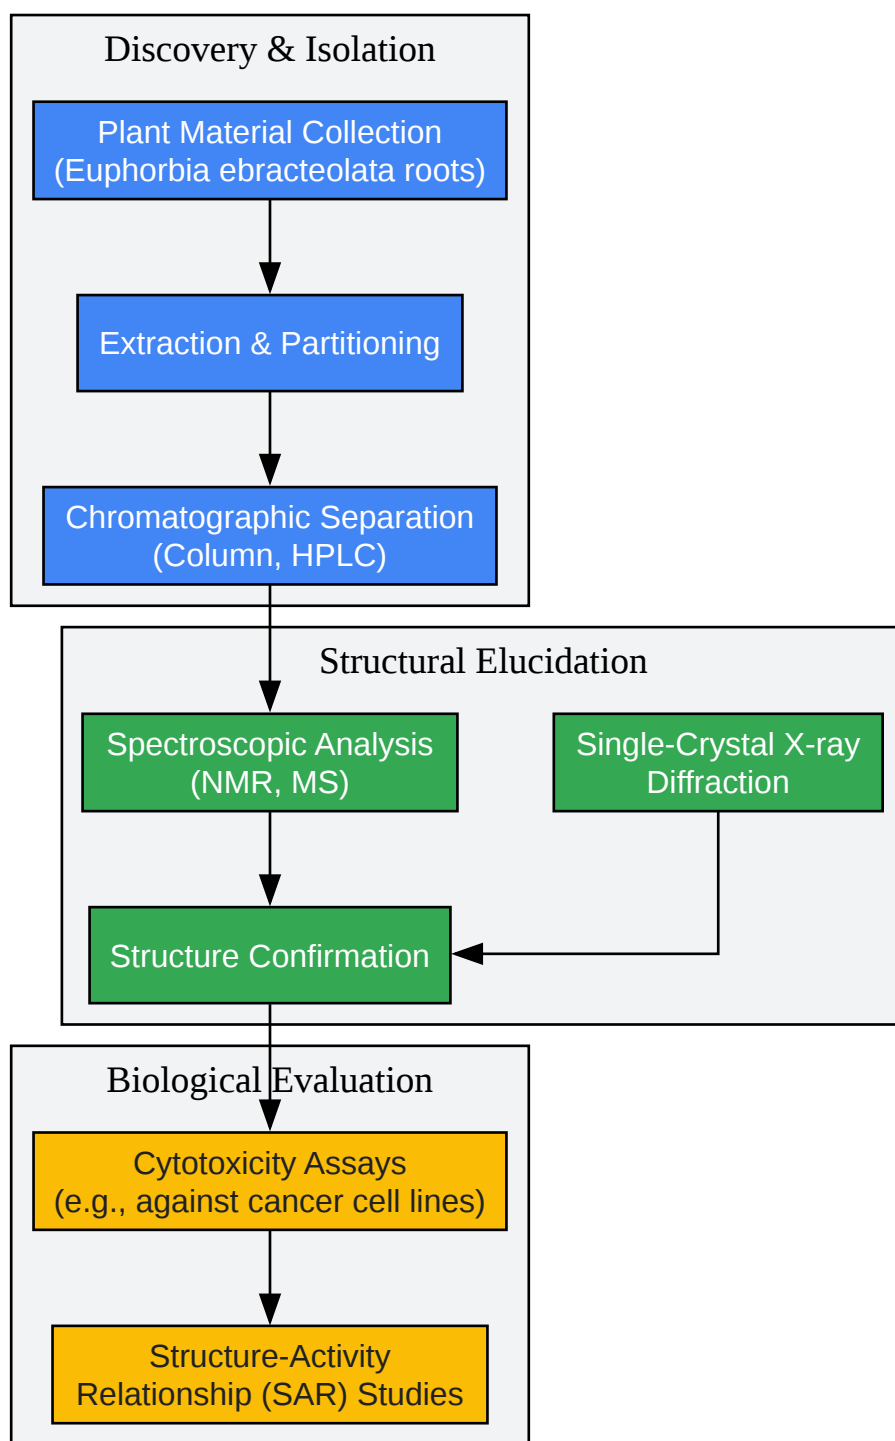 Discovery & Isolation
Plant Material Collection
(Euphorbia ebracteolata roots)
Extraction & Partitioning
Chromatographic Separation
(Column, HPLC)
Structural Elucidation
Spectroscopic Analysis
(NMR, MS)
Single-Crystal X-ray
Diffraction
Structure Confirmation
Biological Evaluation
Cytotoxicity Assays
(e.g., against cancer cell lines)
Structure-Activity
Relationship (SAR) Studies